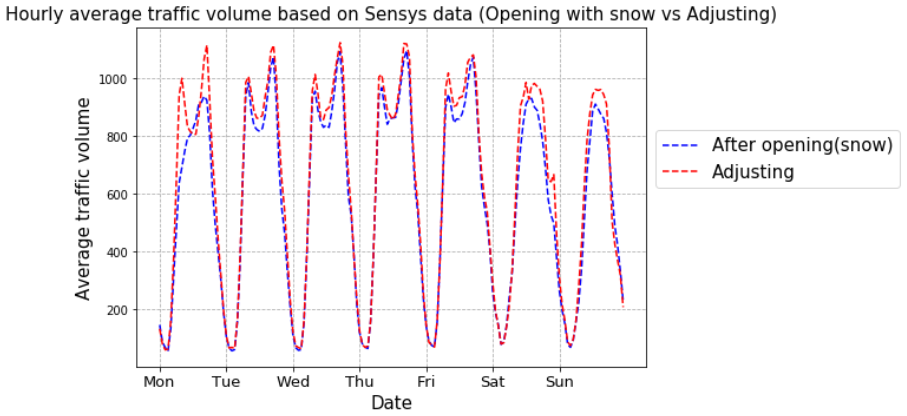 Hourly average traffic volume based on Sensys data (Opening with snow vs Adjusting)
Average traffic volume
1000
800
600
400
200
Mon Tue Wed Thu Fri Sat Sun
Date
After opening(snow)
Adjusting